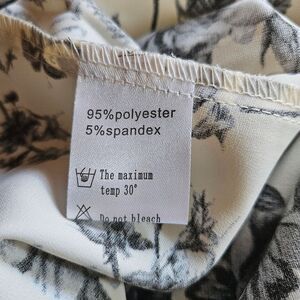 95%polyester
5%spandex
The maximum
temp 30°
Do not bleach